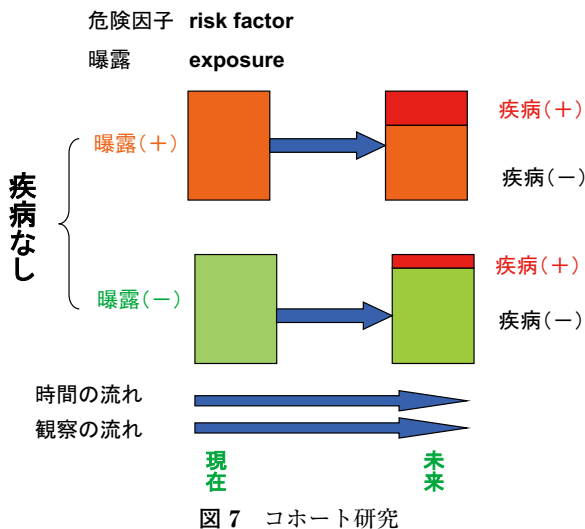 危険因子 risk factor
曝露 exposure
疾病(+)
曝露(+)
疾病(-)
疾病なし
疾病(+)
曝露(-)
疾病(-)
時間の流れ
観察の流れ
現在
未来
図7 コホート研究